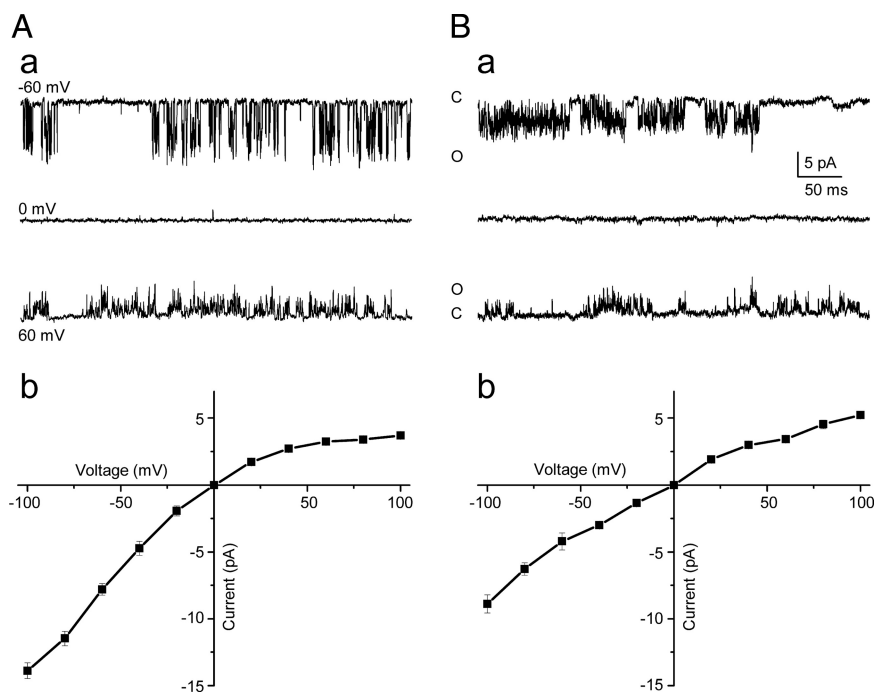 A
B
a
a
-60 mV
C
O
5 pA
50 ms
0 mV
O
C
60 mV
b
b
5
5
Voltage (mV)
Voltage (mV)
-100
-50
50
100
-100
-50
50
100
-5
-5
Current (pA)
Current (pA)
-10
-10
-15
-15